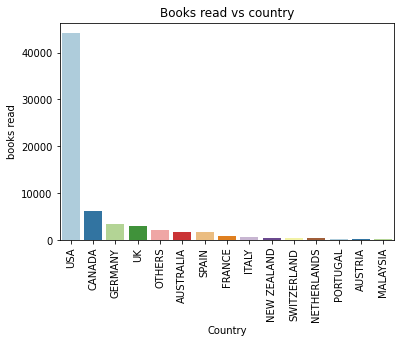 Books read vs country
books read
40000
30000
20000
10000
0
USA
CANADA
GERMANY
UK
OTHERS
AUSTRALIA
SPAIN
FRANCE
ITALY
NEW ZEALAND
SWITZERLAND
NETHERLANDS
PORTUGAL
AUSTRIA
MALAYSIA
Country